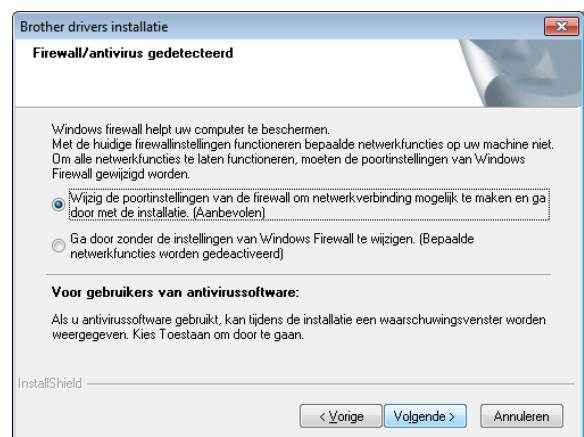 Brother drivers installatie
Firewall/antivirus gedetecteerd
Windows firewall helpt uw computer te beschermen.
Met de huidige firewallinstellingen functioneren bepaalde netwerkfuncties op uw machine niet.
Om alle netwerkfuncties te laten functioneren, moeten de poortinstellingen van Windows
Firewall gewijzigd worden.
Wijzig de poortinstellingen van de firewall om netwerkverbinding mogelijk te maken en ga
door met de installatie. (Aanbevolen)
Ga door zonder de instellingen van Windows Firewall te wijzigen. (Bepaalde
netwerkfuncties worden gedeactiveerd)
Voor gebruikers van antivirussoftware:
Als u antivirussoftware gebruikt, kan tijdens de installatie een waarschuwingsvenster worden
weergegeven. Kies Toestaan om door te gaan.
InstallShield
< Vorige Volgende > Annuleren